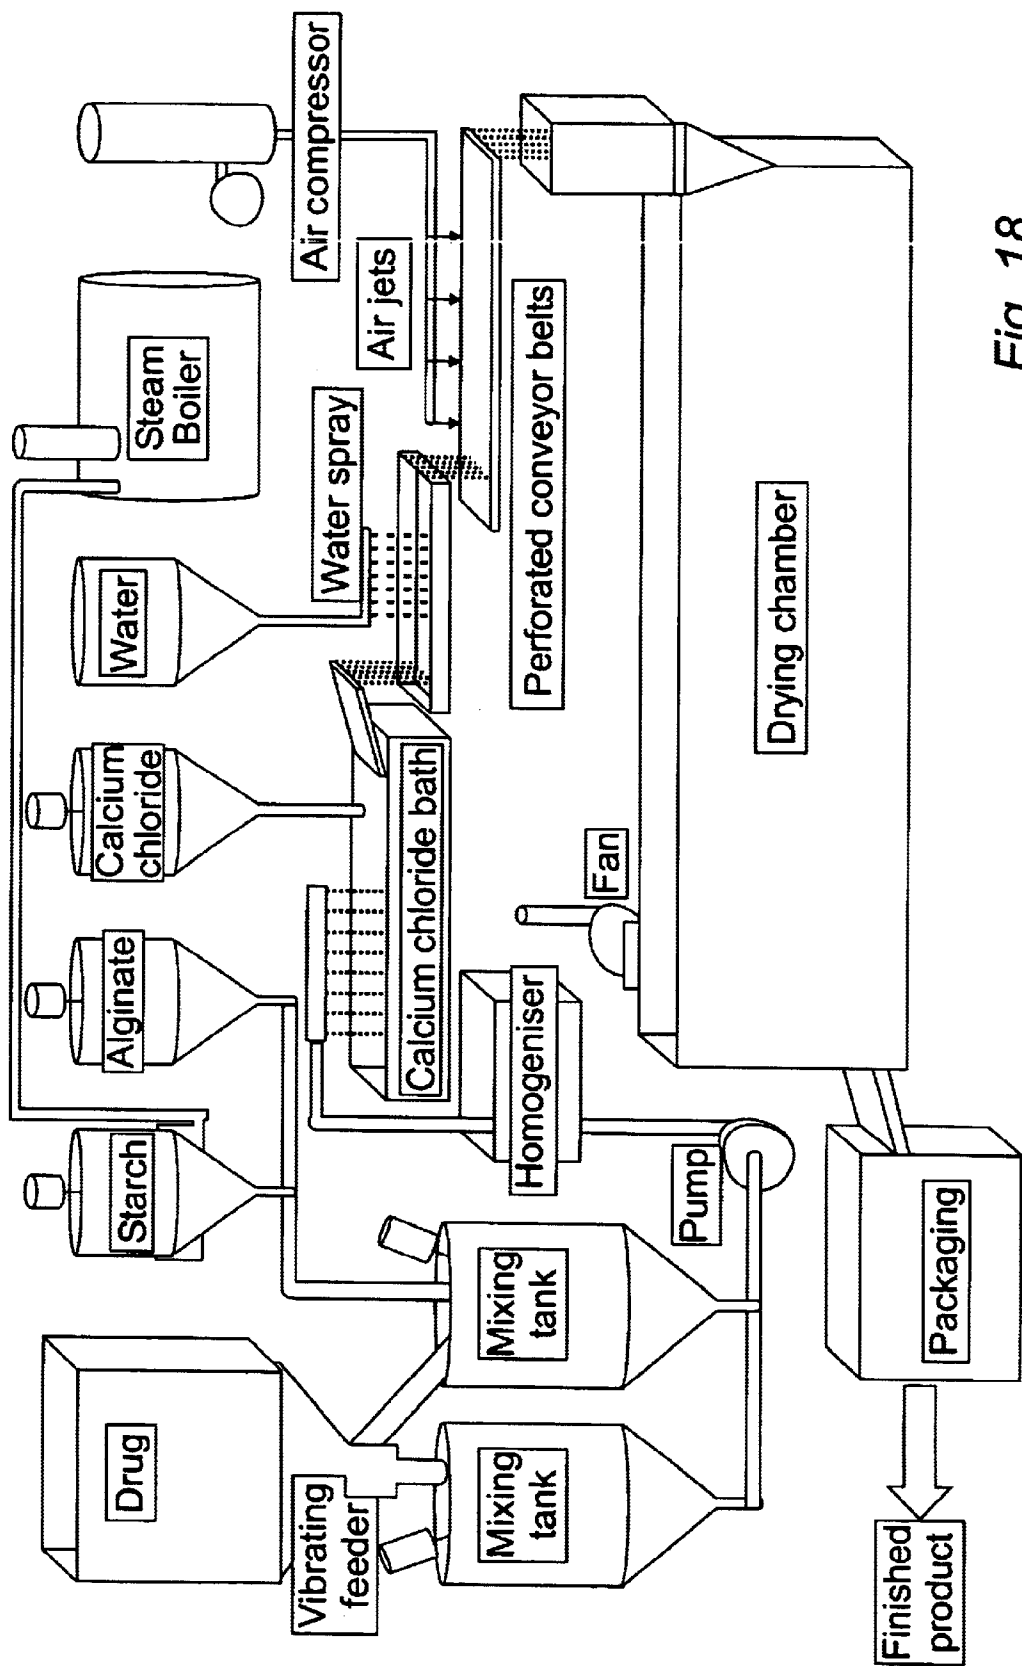 Drug
Vibrating
feeder
Starch
Alginate
Calcium
chloride
Water
Steam
Boiler
Air compressor
Water spray
Air jets
Calcium chloride bath
Mixing
tank
Mixing
tank
Homogeniser
Perforated conveyor belts
Pump
Fan
Drying chamber
Packaging
Finished
product
Fig. 18